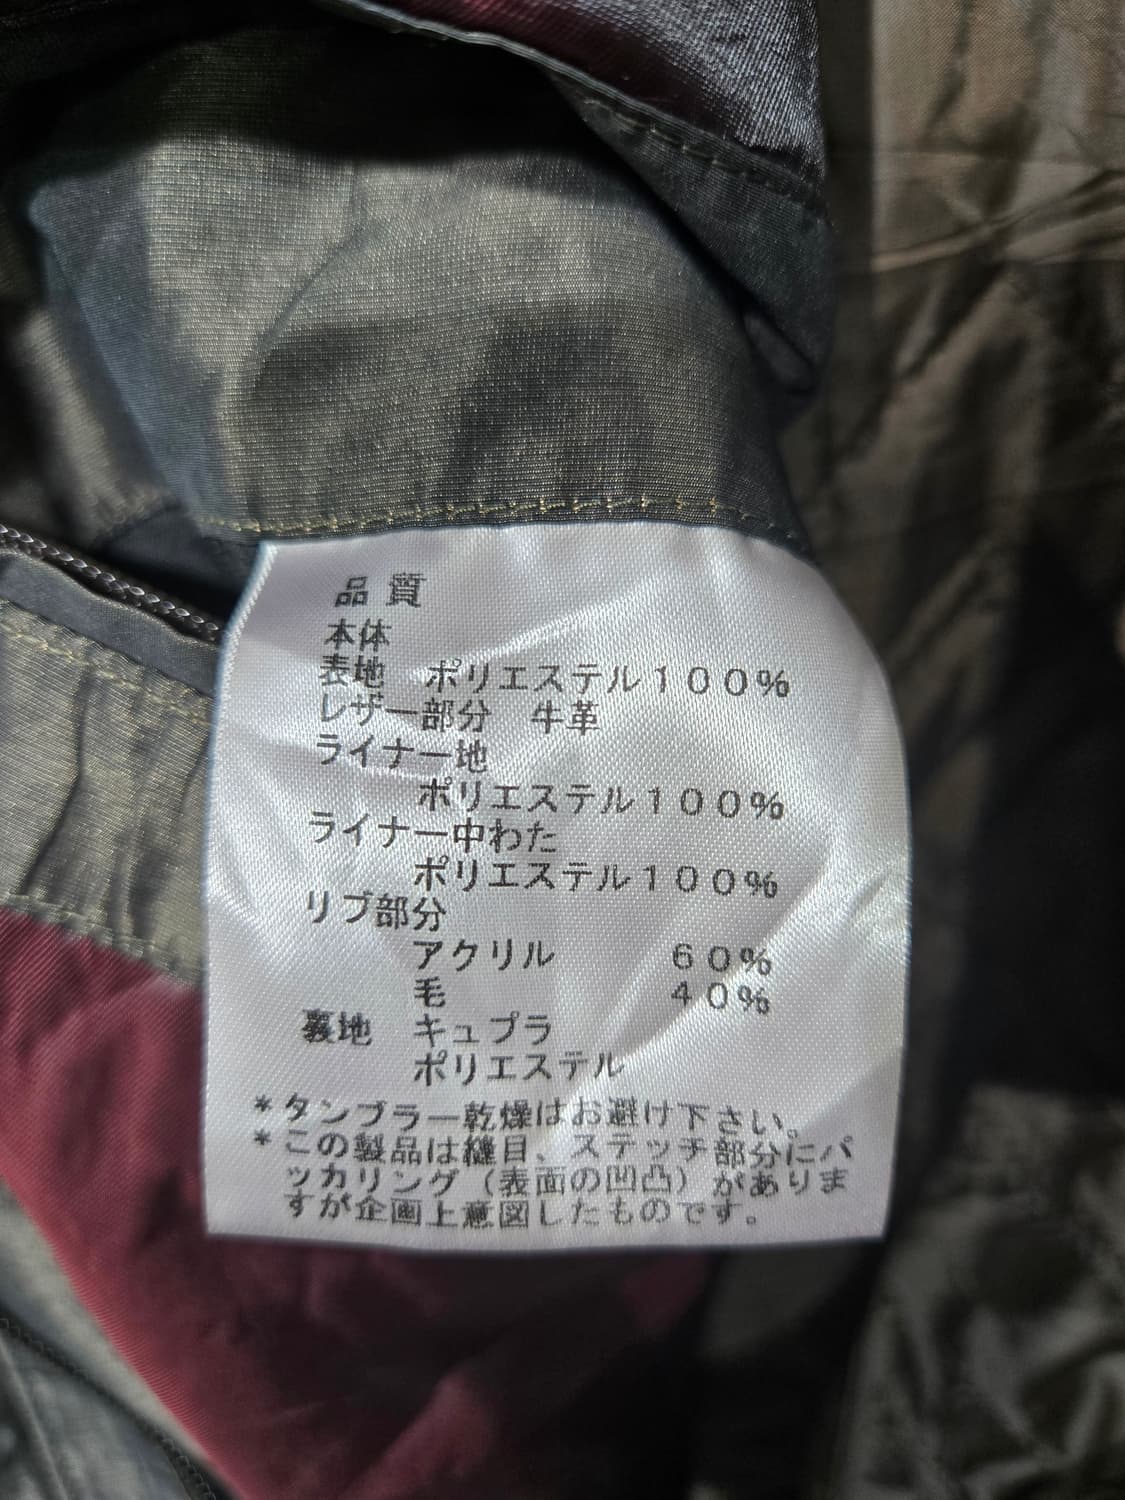 品質
本体
表地　ポリエステル１００％
レザー部分　牛革
ライナー地
ポリエステル１００％
ライナー中わた
ポリエステル１００％
リブ部分
アクリル　６０％
毛　４０％
裏地　キュプラ
ポリエステル
＊タンブラー乾燥はお避け下さい。
＊この製品は縫目、ステッチ部分にパ
ッカリング（表面の凹凸）がありま
すが企画上意図したものです。